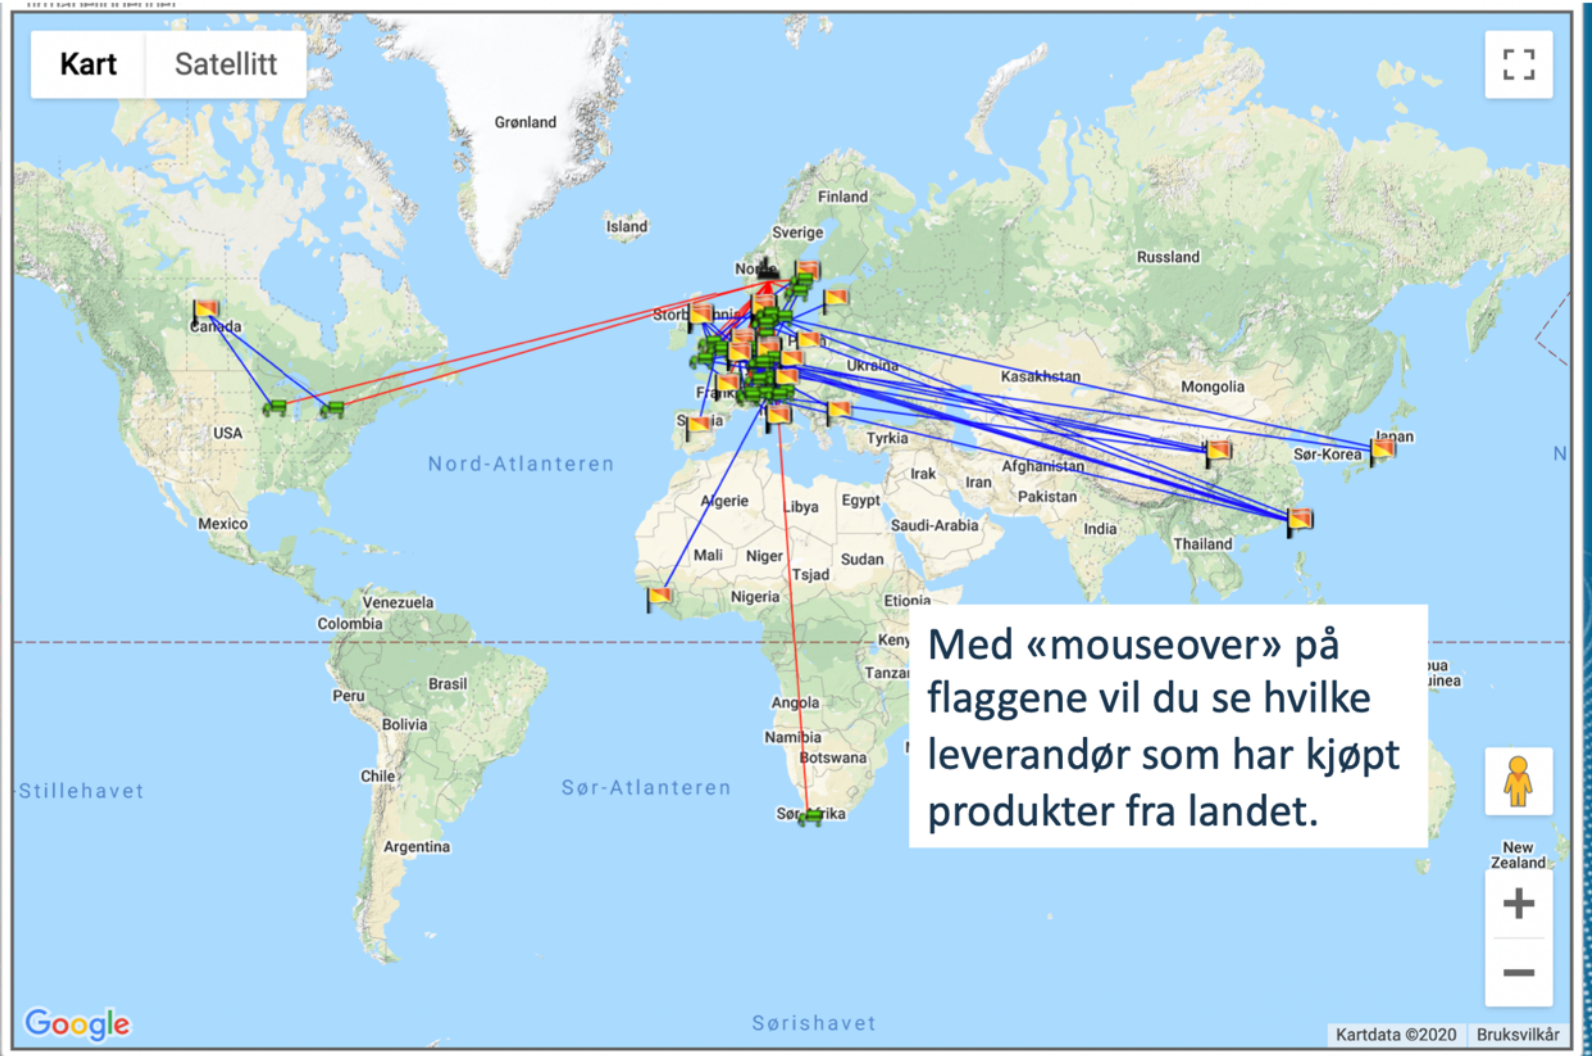 Kart
Satellitt
Grønland
Finland
Island
Sverige
Russland
Canada
Ukraina
Kasakhstan
Mongolia
USA
Japan
Sør-Korea
Tyrkia
Nord-Atlanteren
Afghanistan
Irak
Iran
Pakistan
Algerie
Libya
Egypt
Saudi-Arabia
India
Mexico
Thailand
Mali
Niger
Sudan
Tsjad
Nigeria
Etiopia
Venezuela
Colombia
Brasil
Peru
Angola
Bolivia
Namibia
Botswana
Chile
Stillehavet
Sør-Atlanteren
Argentina
Med «mouseover» på
flaggene vil du se hvilke
leverandør som har kjøpt
produkter fra landet.
New
Zealand
Sørishavet
Google
Kartdata ©2020
Bruksvilkår